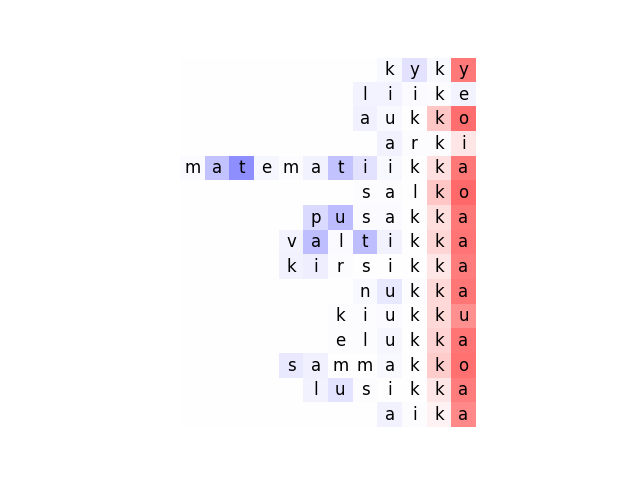 kyky
liike
aukko
arki
matematiikka
salko
pusakka
valtikka
kirsikka
nukka
kiukku
elukka
sammakko
lusikka
aika